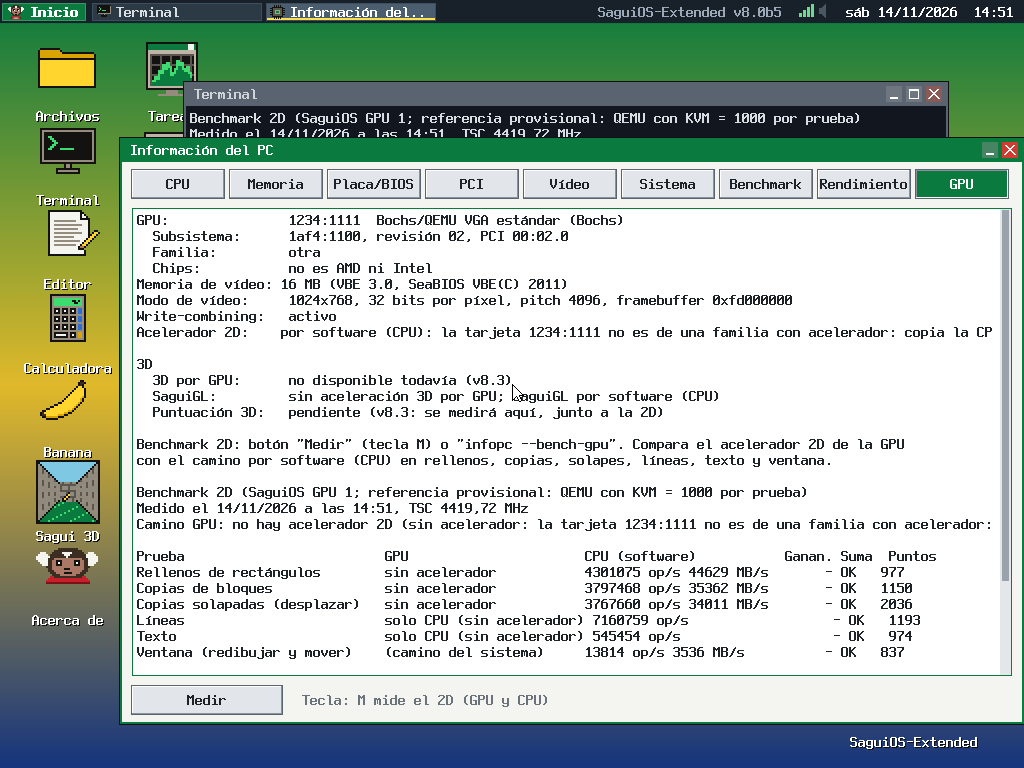 Inicio Terminal Información del.. SaguiOS-Extended v8.0b5 sáb 14/11/2026 14:51
Archivos
Tarea
Terminal
Editor
Calculadora
Banana
Sagui 3D
Acerca de
Terminal
Benchmark 2D (SaguiOS GPU 1; referencia provisional: QEMU con KVM = 1000 por prueba)
Medido el 14/11/2026 a las 14:51, TSC 4419,72 MHz
Información del PC
CPU Memoria Placa/BIOS PCI Vídeo Sistema Benchmark Rendimiento GPU
GPU: 1234:1111 Bochs/QEMU VGA estándar (Bochs)
Subsistema: 1af4:1100, revisión 02, PCI 00:02.0
Familia: otra
Chips: no es AMD ni Intel
Memoria de vídeo: 16 MB (VBE 3.0, SeaBIOS VBE(C) 2011)
Modo de vídeo: 1024x768, 32 bits por píxel, pitch 4096, framebuffer 0xfd000000
Write-combining: activo
Acelerador 2D: por software (CPU): la tarjeta 1234:1111 no es de una familia con acelerador: copia la CP
3D
3D por GPU: no disponible todavía (v8.3)
SaguiGL: sin aceleración 3D por GPU; SaguiGL por software (CPU)
Puntuación 3D: pendiente (v8.3: se medirá aquí, junto a la 2D)
Benchmark 2D: botón "Medir" (tecla M) o "infopc --bench-gpu". Compara el acelerador 2D de la GPU
con el camino por software (CPU) en rellenos, copias, solapes, líneas, texto y ventana.
Benchmark 2D (SaguiOS GPU 1; referencia provisional: QEMU con KVM = 1000 por prueba)
Medido el 14/11/2026 a las 14:51, TSC 4419,72 MHz
Camino GPU: no hay acelerador 2D (sin acelerador: la tarjeta 1234:1111 no es de una familia con acelerador:
Prueba GPU CPU (software) Ganan. Suma Puntos
Rellenos de rectángulos sin acelerador 4301075 op/s 44629 MB/s - OK 977
Copias de bloques sin acelerador 3797468 op/s 35362 MB/s - OK 1150
Copias solapadas (desplazar) sin acelerador 3767660 op/s 34011 MB/s - OK 2036
Líneas solo CPU (sin acelerador) 7160759 op/s - OK 1193
Texto solo CPU (sin acelerador) 545454 op/s - OK 974
Ventana (redibujar y mover) (camino del sistema) 13814 op/s 3536 MB/s - OK 837
Medir Tecla: M mide el 2D (GPU y CPU)
SaguiOS-Extended